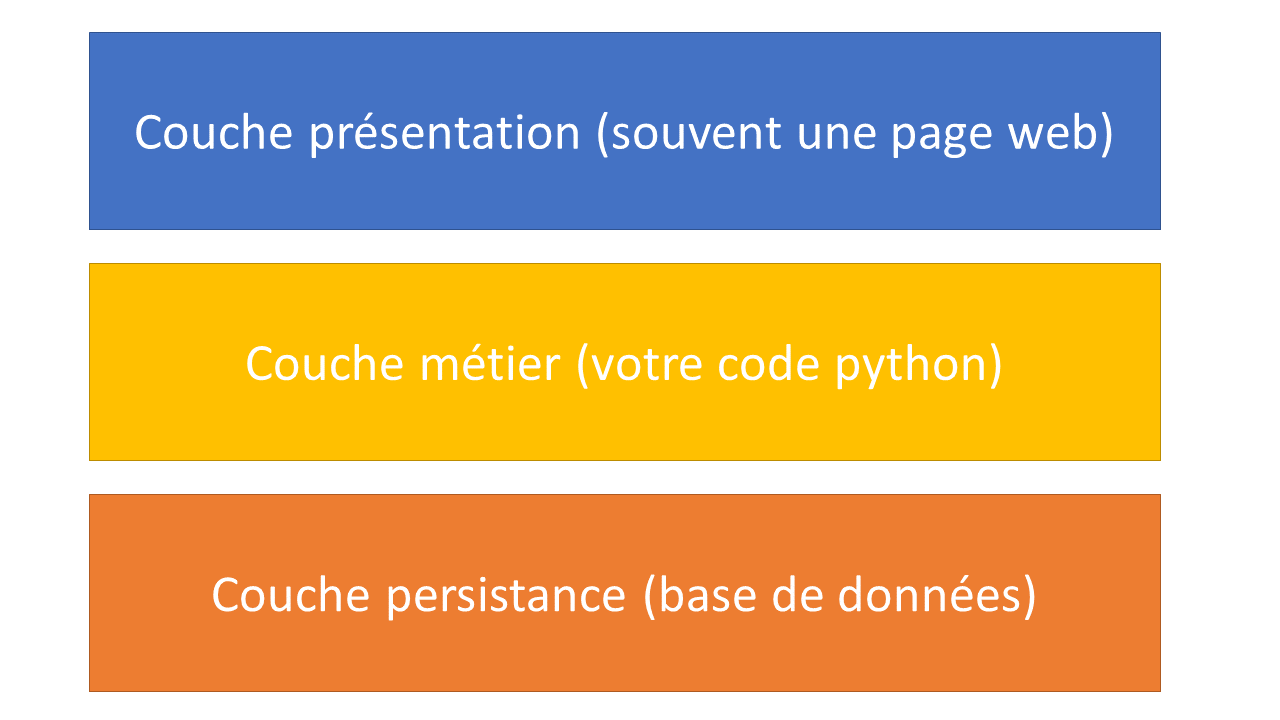 Couche présentation (souvent une page web)
Couche métier (votre code python)
Couche persistance (base de données)